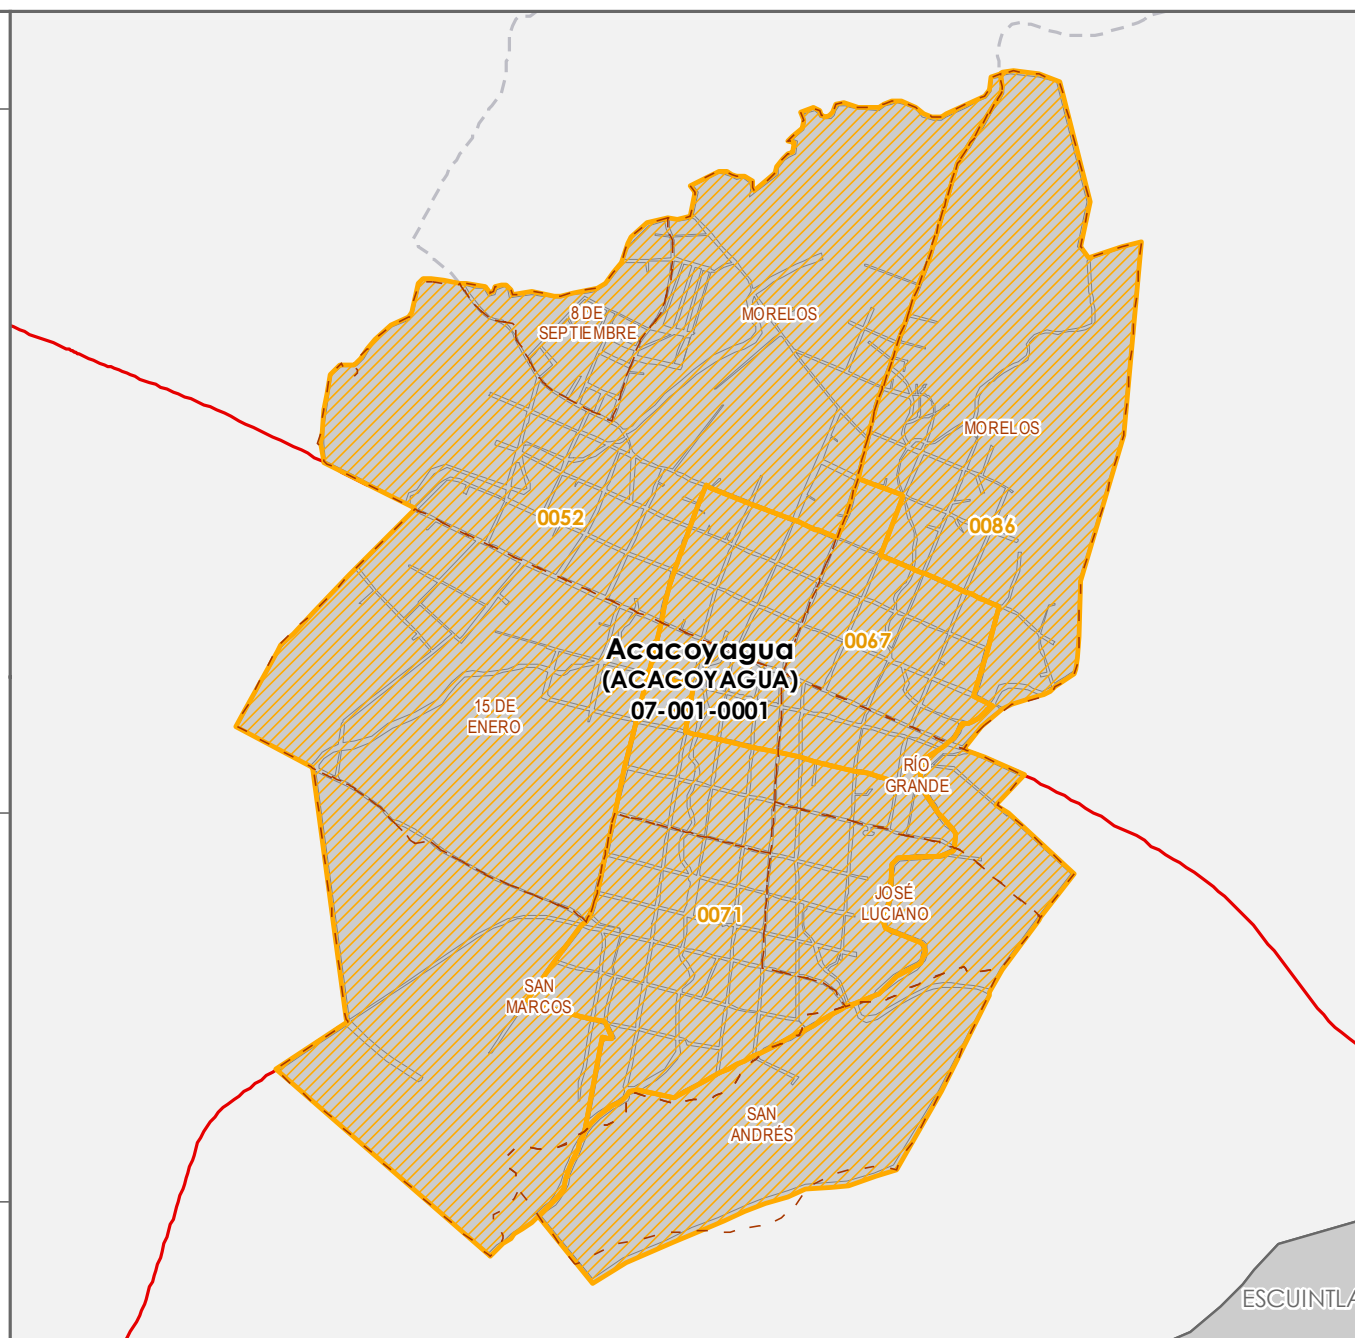 8 DE
SEPTIEMBRE
MORELOS
MORELOS
0052
0086
0067
Acacoyagua
(ACACOYAGUA)
07-001-0001
15 DE
ENERO
RÍO
GRANDE
JOSÉ
LUCIANO
0071
SAN
MARCOS
SAN
ANDRÉS
ESCUINTLA